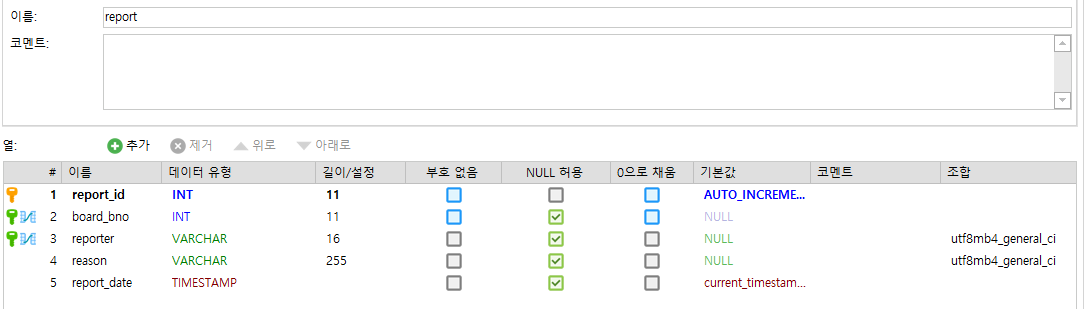 이름: report
코멘트:
열: 추가 제거 위로 아래로
# 이름 데이터 유형 길이/설정 부호 없음 NULL 허용 0으로 채움 기본값 코멘트 조합
1 report_id INT 11 AUTO_INCREME...
2 board_bno INT 11 NULL
3 reporter VARCHAR 16 NULL utf8mb4_general_ci
4 reason VARCHAR 255 NULL utf8mb4_general_ci
5 report_date TIMESTAMP current_timestam...